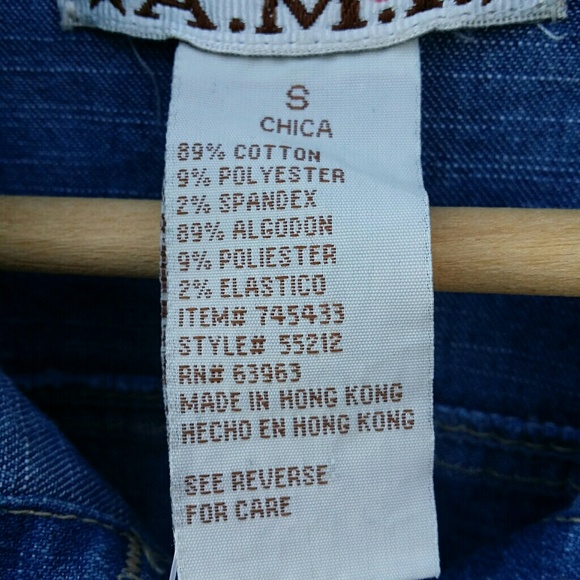 A.M.I.
S
CHICA
89% COTTON
9% POLYESTER
2% SPANDEX
89% ALGODON
9% POLIESTER
2% ELASTICO
ITEM# 745433
STYLE# 55212
RN# 63963
MADE IN HONG KONG
HECHO EN HONG KONG
SEE REVERSE
FOR CARE